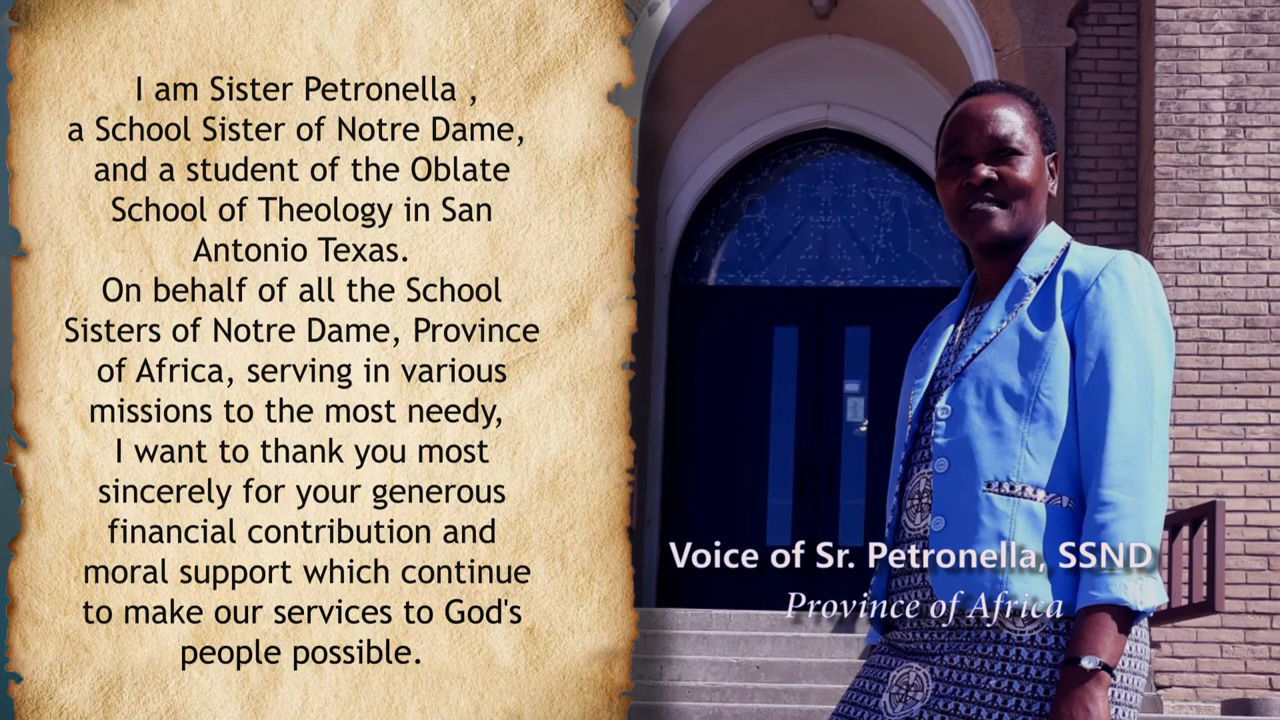 I am Sister Petronella ,
a School Sister of Notre Dame,
and a student of the Oblate
School of Theology in San
Antonio Texas.
On behalf of all the School
Sisters of Notre Dame, Province
of Africa, serving in various
missions to the most needy,
I want to thank you most
sincerely for your generous
financial contribution and
moral support which continue
to make our services to God's
people possible.
Voice of Sr. Petronella, SSND
Province of Africa